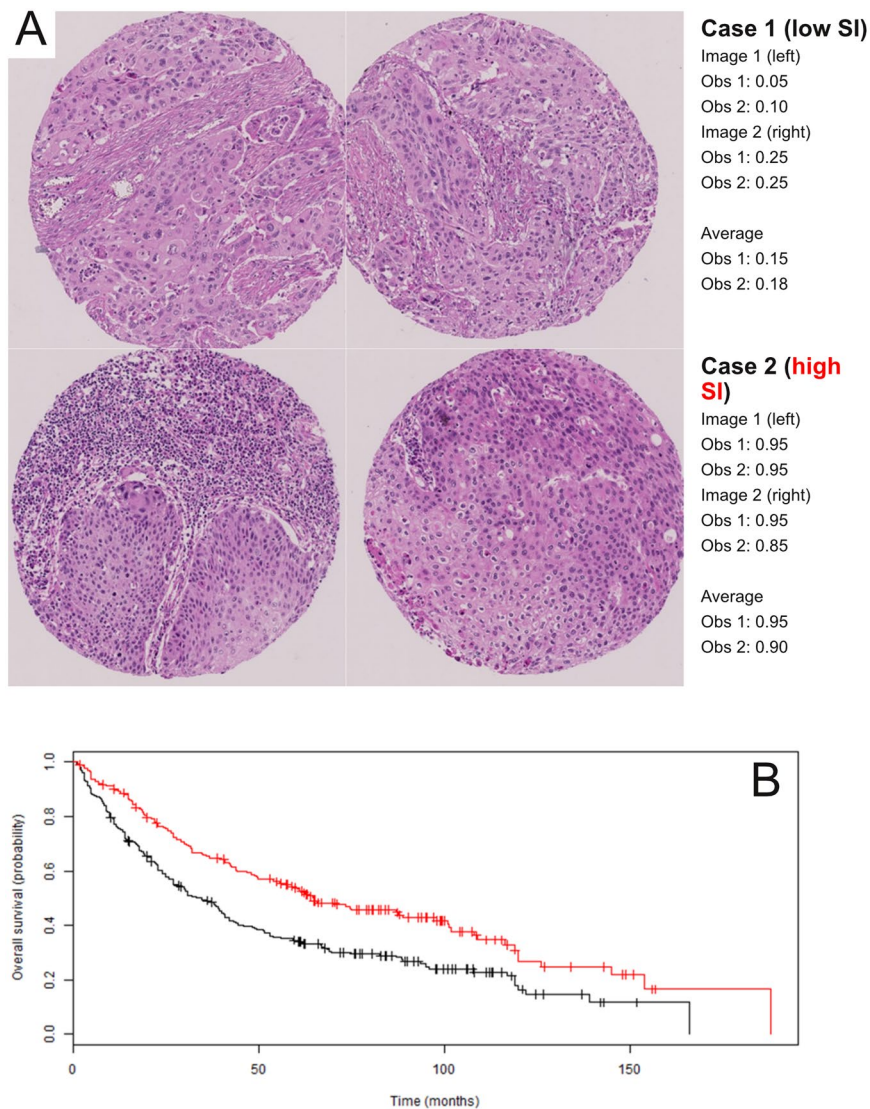 A
Case 1 (low SI)
Image 1 (left)
Obs 1: 0.05
Obs 2: 0.10
Image 2 (right)
Obs 1: 0.25
Obs 2: 0.25
Average
Obs 1: 0.15
Obs 2: 0.18
Case 2 (high
SI)
Image 1 (left)
Obs 1: 0.95
Obs 2: 0.95
Image 2 (right)
Obs 1: 0.95
Obs 2: 0.85
Average
Obs 1: 0.95
Obs 2: 0.90
B
Overall survival (probability)
1.0
0.8
0.6
0.4
0.2
0.0
0 50 100 150
Time (months)